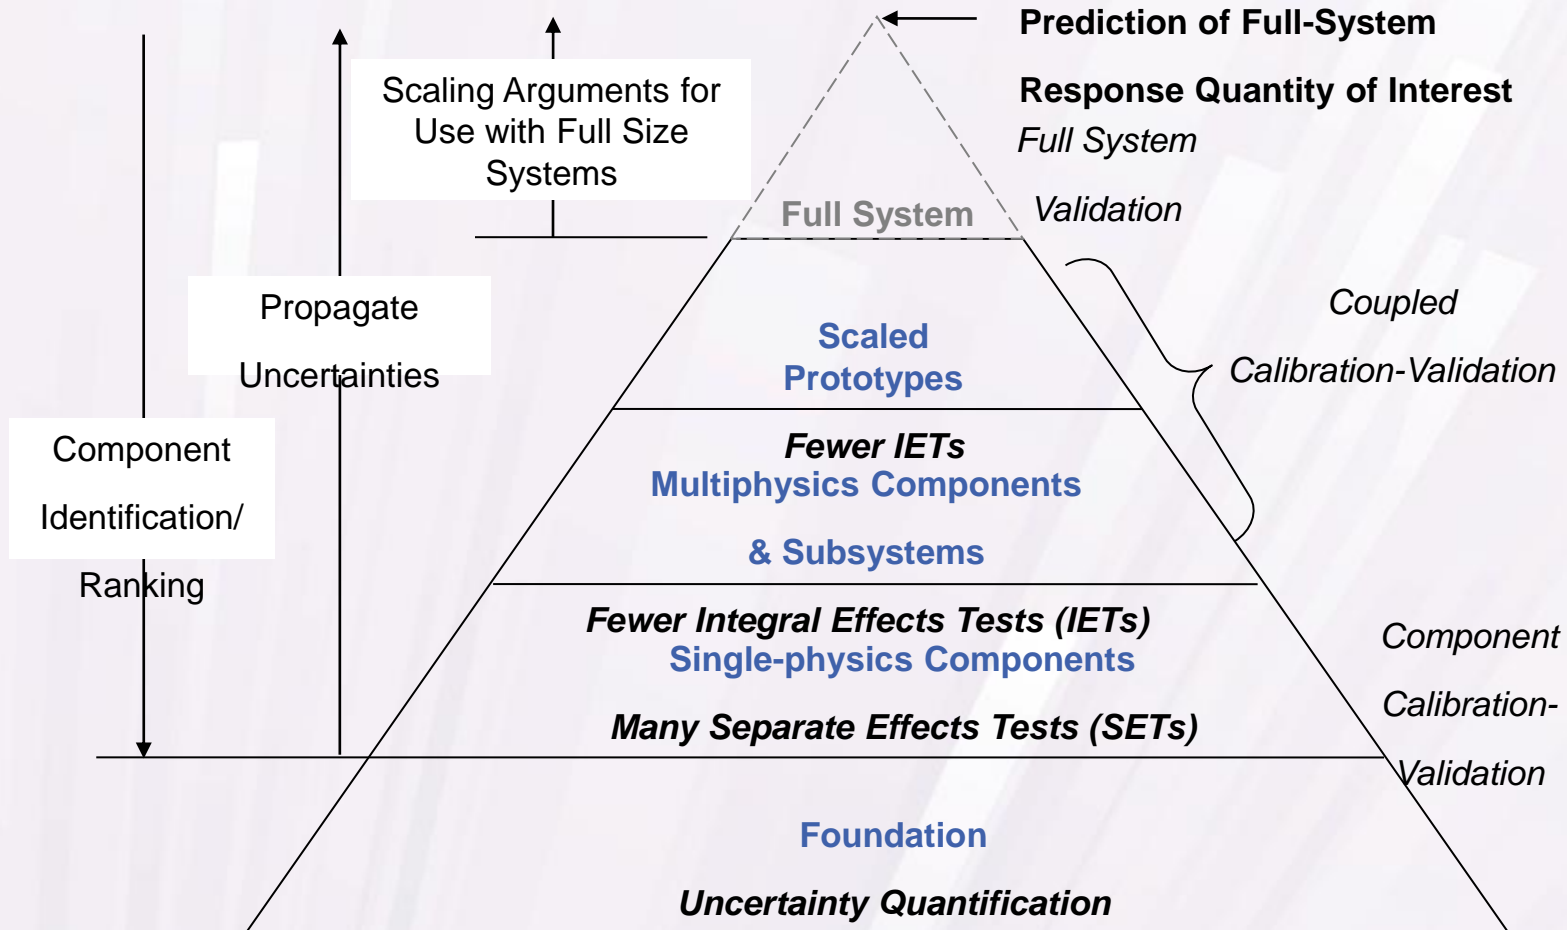 Prediction of Full-System
Response Quantity of Interest
Full System
Validation
Scaling Arguments for
Use with Full Size
Systems
Full System
Propagate
Uncertainties
Coupled
Calibration-Validation
Scaled
Prototypes
Component
Identification/
Ranking
Fewer IETs
Multiphysics Components
& Subsystems
Fewer Integral Effects Tests (IETs)
Single-physics Components
Many Separate Effects Tests (SETs)
Component
Calibration-
Validation
Foundation
Uncertainty Quantification